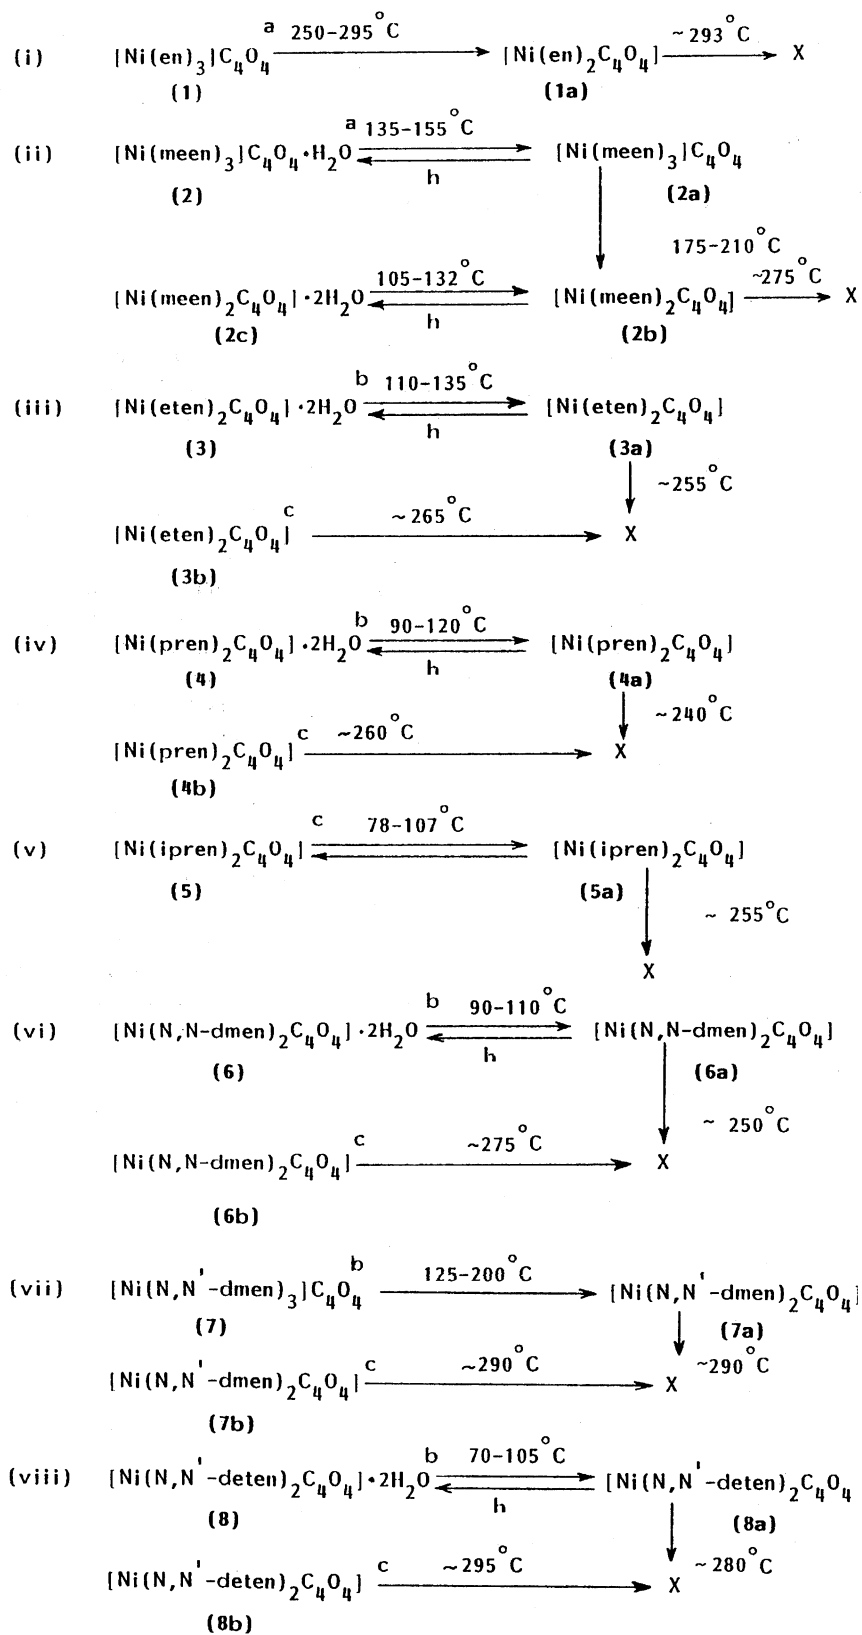 (i) [Ni(en)₃]C₄O₄ a 250-295°C [Ni(en)₂C₄O₄] ~293°C X
(1) (1a)
(ii) [Ni(meen)₃]C₄O₄·H₂O a 135-155°C h [Ni(meen)₃]C₄O₄
(2) (2a)
175-210°C
[Ni(meen)₂C₄O₄]·2H₂O 105-132°C h [Ni(meen)₂C₄O₄] ~275°C X
(2c) (2b)
(iii) [Ni(eten)₂C₄O₄]·2H₂O b 110-135°C h [Ni(eten)₂C₄O₄]
(3) (3a)
~255°C
[Ni(eten)₂C₄O₄] c ~265°C X
(3b)
(iv) [Ni(pren)₂C₄O₄]·2H₂O b 90-120°C h [Ni(pren)₂C₄O₄]
(4) (4a)
~240°C
[Ni(pren)₂C₄O₄] c ~260°C X
(4b)
(v) [Ni(ipren)₂C₄O₄] c 78-107°C [Ni(ipren)₂C₄O₄]
(5) (5a)
~ 255°C
X
(vi) [Ni(N,N-dmen)₂C₄O₄]·2H₂O b 90-110°C h [Ni(N,N-dmen)₂C₄O₄]
(6) (6a)
~ 250°C
[Ni(N,N-dmen)₂C₄O₄] c ~275°C X
(6b)
(vii) [Ni(N,N'-dmen)₃]C₄O₄ b 125-200°C [Ni(N,N'-dmen)₂C₄O₄]
(7) (7a)
[Ni(N,N'-dmen)₂C₄O₄] c ~290°C X ~290°C
(7b)
(viii) [Ni(N,N'-deten)₂C₄O₄]·2H₂O b 70-105°C h [Ni(N,N'-deten)₂C₄O₄
(8) (8a)
[Ni(N,N'-deten)₂C₄O₄] c ~295°C X ~280°C
(8b)